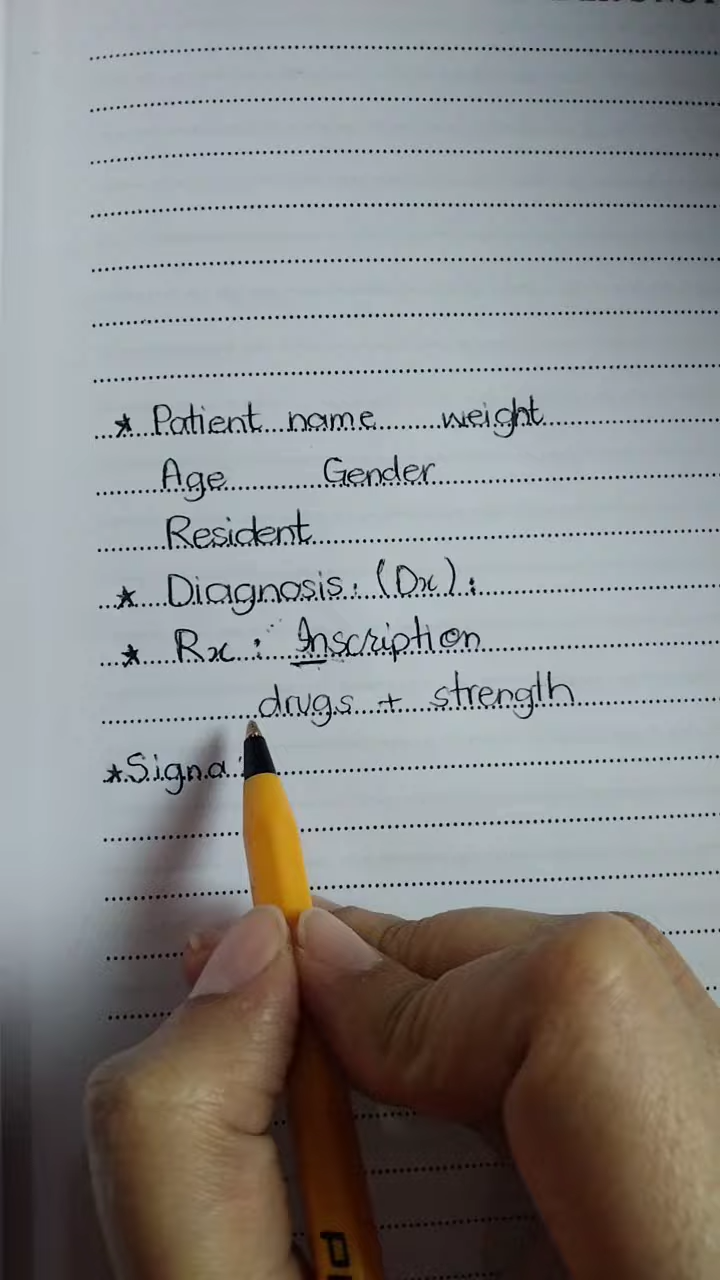 * Patient name weight
Age Gender
Resident
* Diagnosis: (Dx):
* Rx: Inscription
drugs + strength
* Signa: